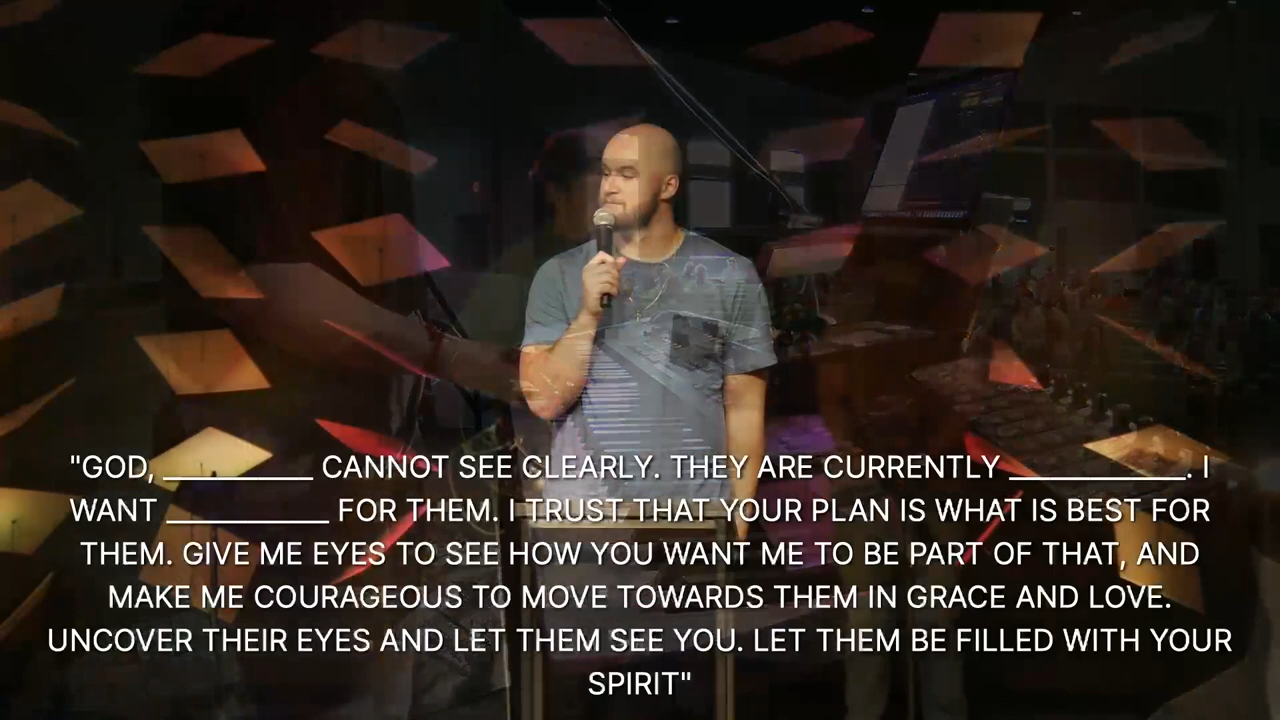 "GOD, __________ CANNOT SEE CLEARLY. THEY ARE CURRENTLY ____________. I
WANT ___________ FOR THEM. I TRUST THAT YOUR PLAN IS WHAT IS BEST FOR
THEM. GIVE ME EYES TO SEE HOW YOU WANT ME TO BE PART OF THAT, AND
MAKE ME COURAGEOUS TO MOVE TOWARDS THEM IN GRACE AND LOVE.
UNCOVER THEIR EYES AND LET THEM SEE YOU. LET THEM BE FILLED WITH YOUR
SPIRIT"